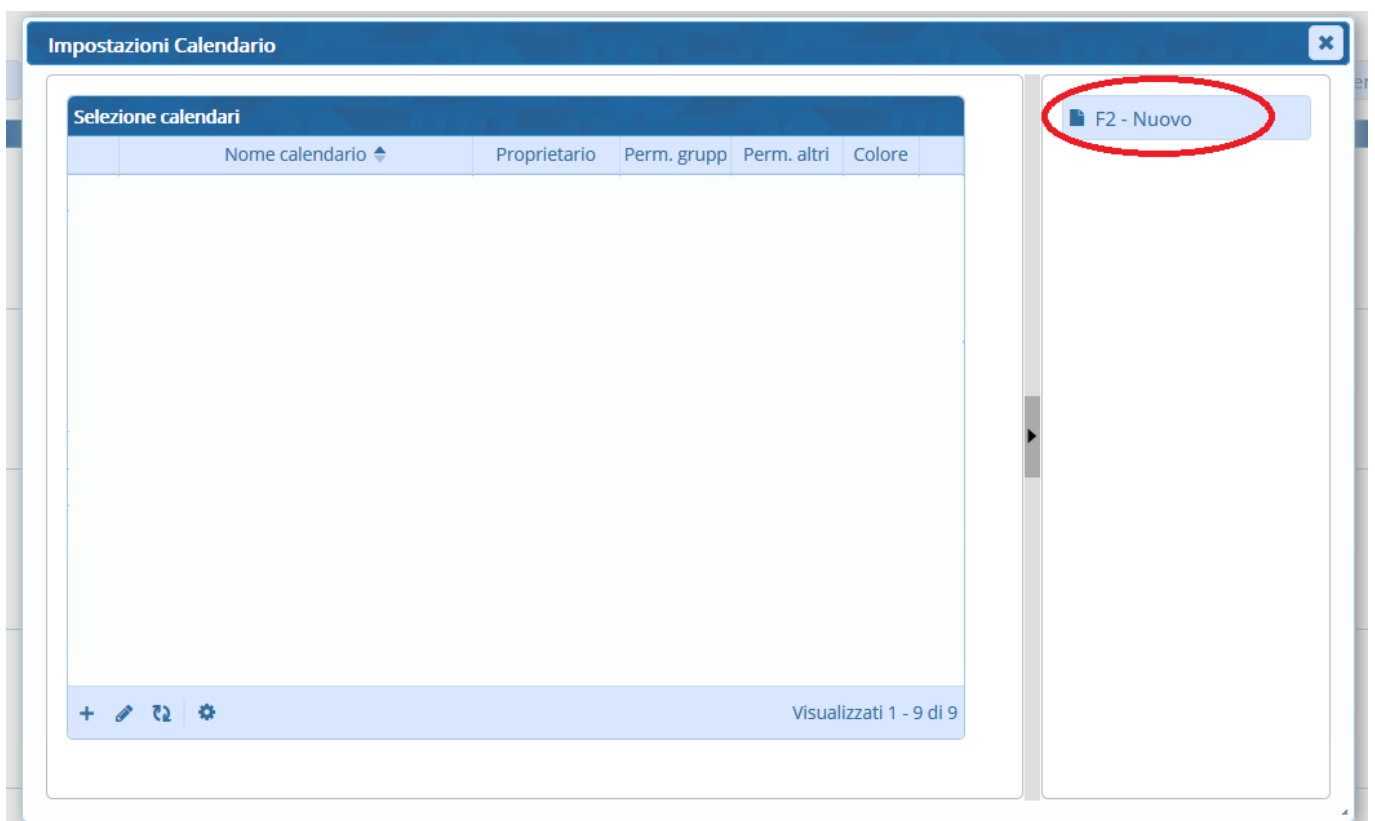 Impostazioni Calendario
Selezione calendari
Nome calendario Proprietario Perm. grupp Perm. altri Colore
F2 - Nuovo
Visualizzati 1 - 9 di 9